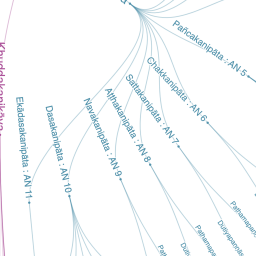 Pañcakanipāta : AN 5
Chakkanipāta : AN 6
Sattakanipāta : AN 7
Aṭṭhakanipāta : AN 8
Navakanipāta : AN 9
Dasakanipāta : AN 10
Ekādasakanipāta : AN 11
Khuddakanikāya